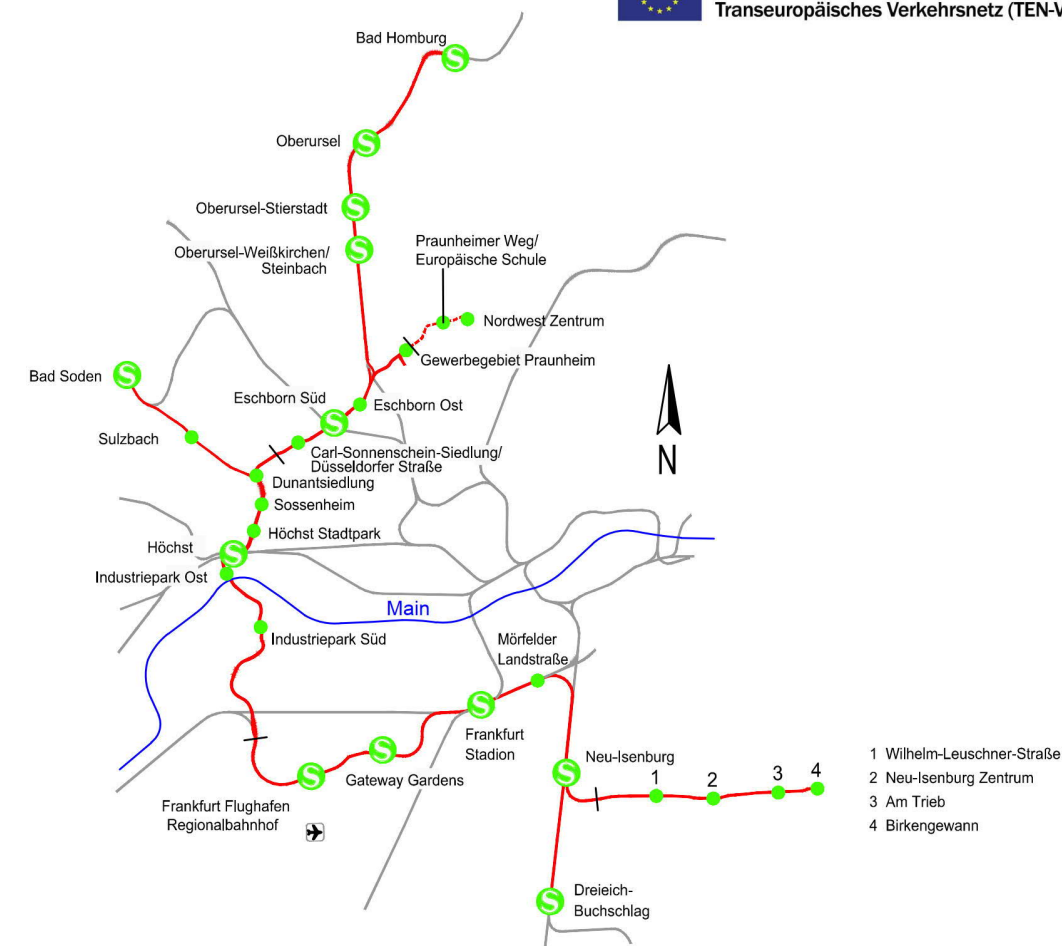 Transeuropäisches Verkehrsnetz (TEN-V
Bad Homburg
Oberursel
Oberursel-Stierstadt
Oberursel-Weißkirchen/
Steinbach
Praunheimer Weg/
Europäische Schule
Nordwest Zentrum
Gewerbegebiet Praunheim
Bad Soden
Eschborn Süd
Eschborn Ost
Sulzbach
Carl-Sonnenschein-Siedlung/
Düsseldorfer Straße
Dunantsiedlung
Sossenheim
Höchst Stadtpark
Höchst
Industriepark Ost
Main
Industriepark Süd
Mörfelder
Landstraße
Frankfurt
Stadion
Gateway Gardens
Frankfurt Flughafen
Regionalbahnhof
Neu-Isenburg
1
2
3
4
1 Wilhelm-Leuschner-Straße
2 Neu-Isenburg Zentrum
3 Am Trieb
4 Birkengewann
Dreieich-
Buchschlag
N
S
S
S
S
S
S
S
S
S
S
S
S